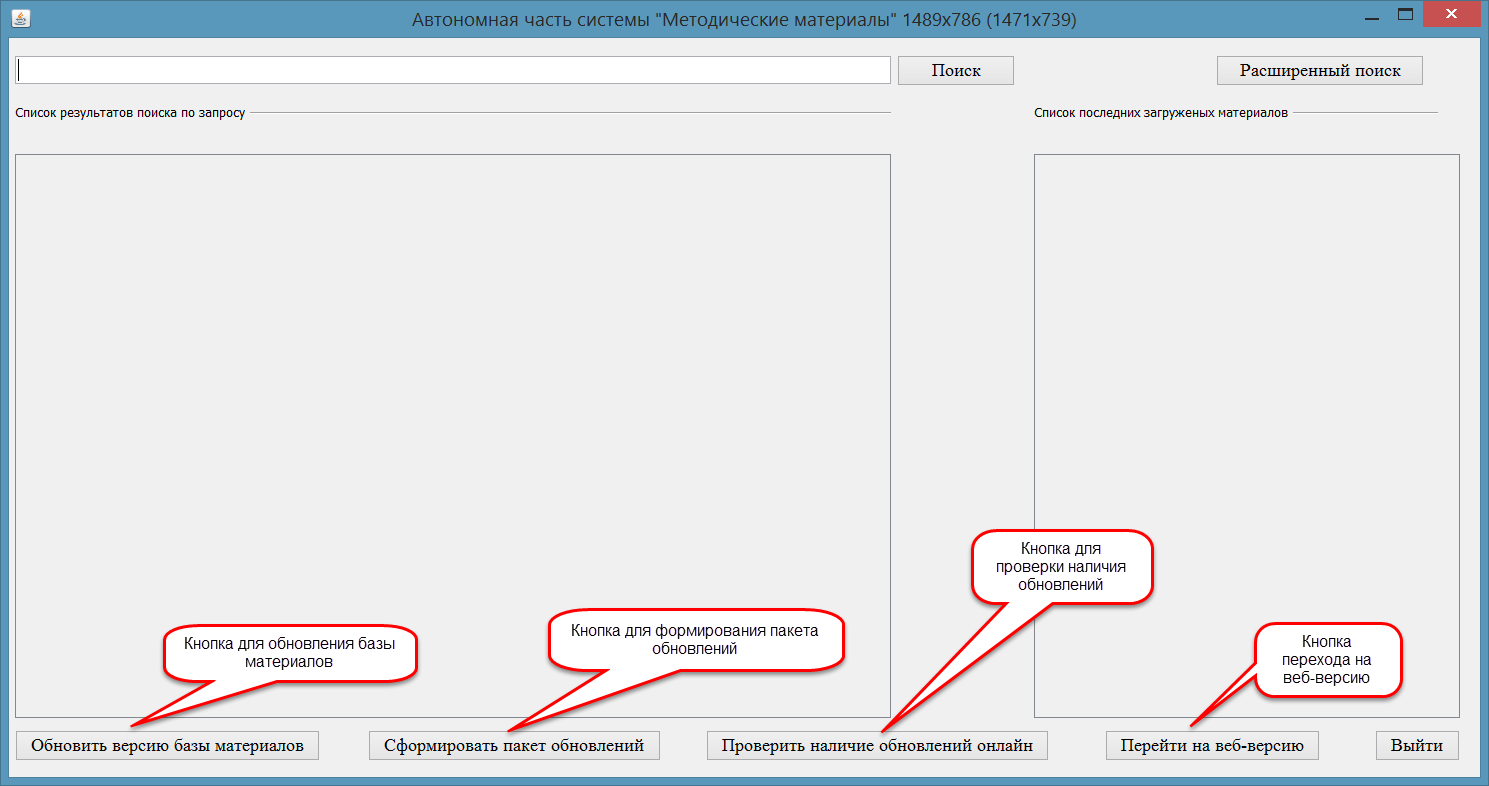 Автономная часть системы "Методические материалы" 1489x786 (1471x739)
Поиск
Расширенный поиск
Список результатов поиска по запросу
Список последних загруженых материалов
Кнопка для
проверки наличия
обновлений
Кнопка для формирования пакета
обновлений
Кнопка для обновления базы
материалов
Кнопка
перехода на
веб-версию
Обновить версию базы материалов
Сформировать пакет обновлений
Проверить наличие обновлений онлайн
Перейти на веб-версию
Выйти